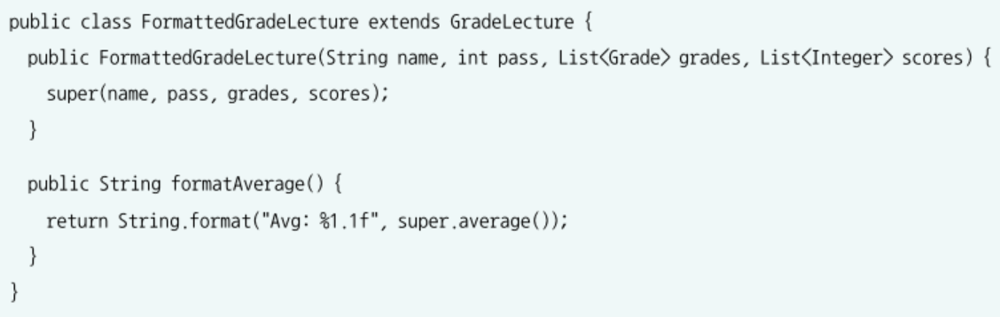 public class FormattedGradeLecture extends GradeLecture {
public FormattedGradeLecture(String name, int pass, List<Grade> grades, List<Integer> scores) {
super(name, pass, grades, scores);
}
public String formatAverage() {
return String.format("Avg: %1.1f", super.average());
}
}